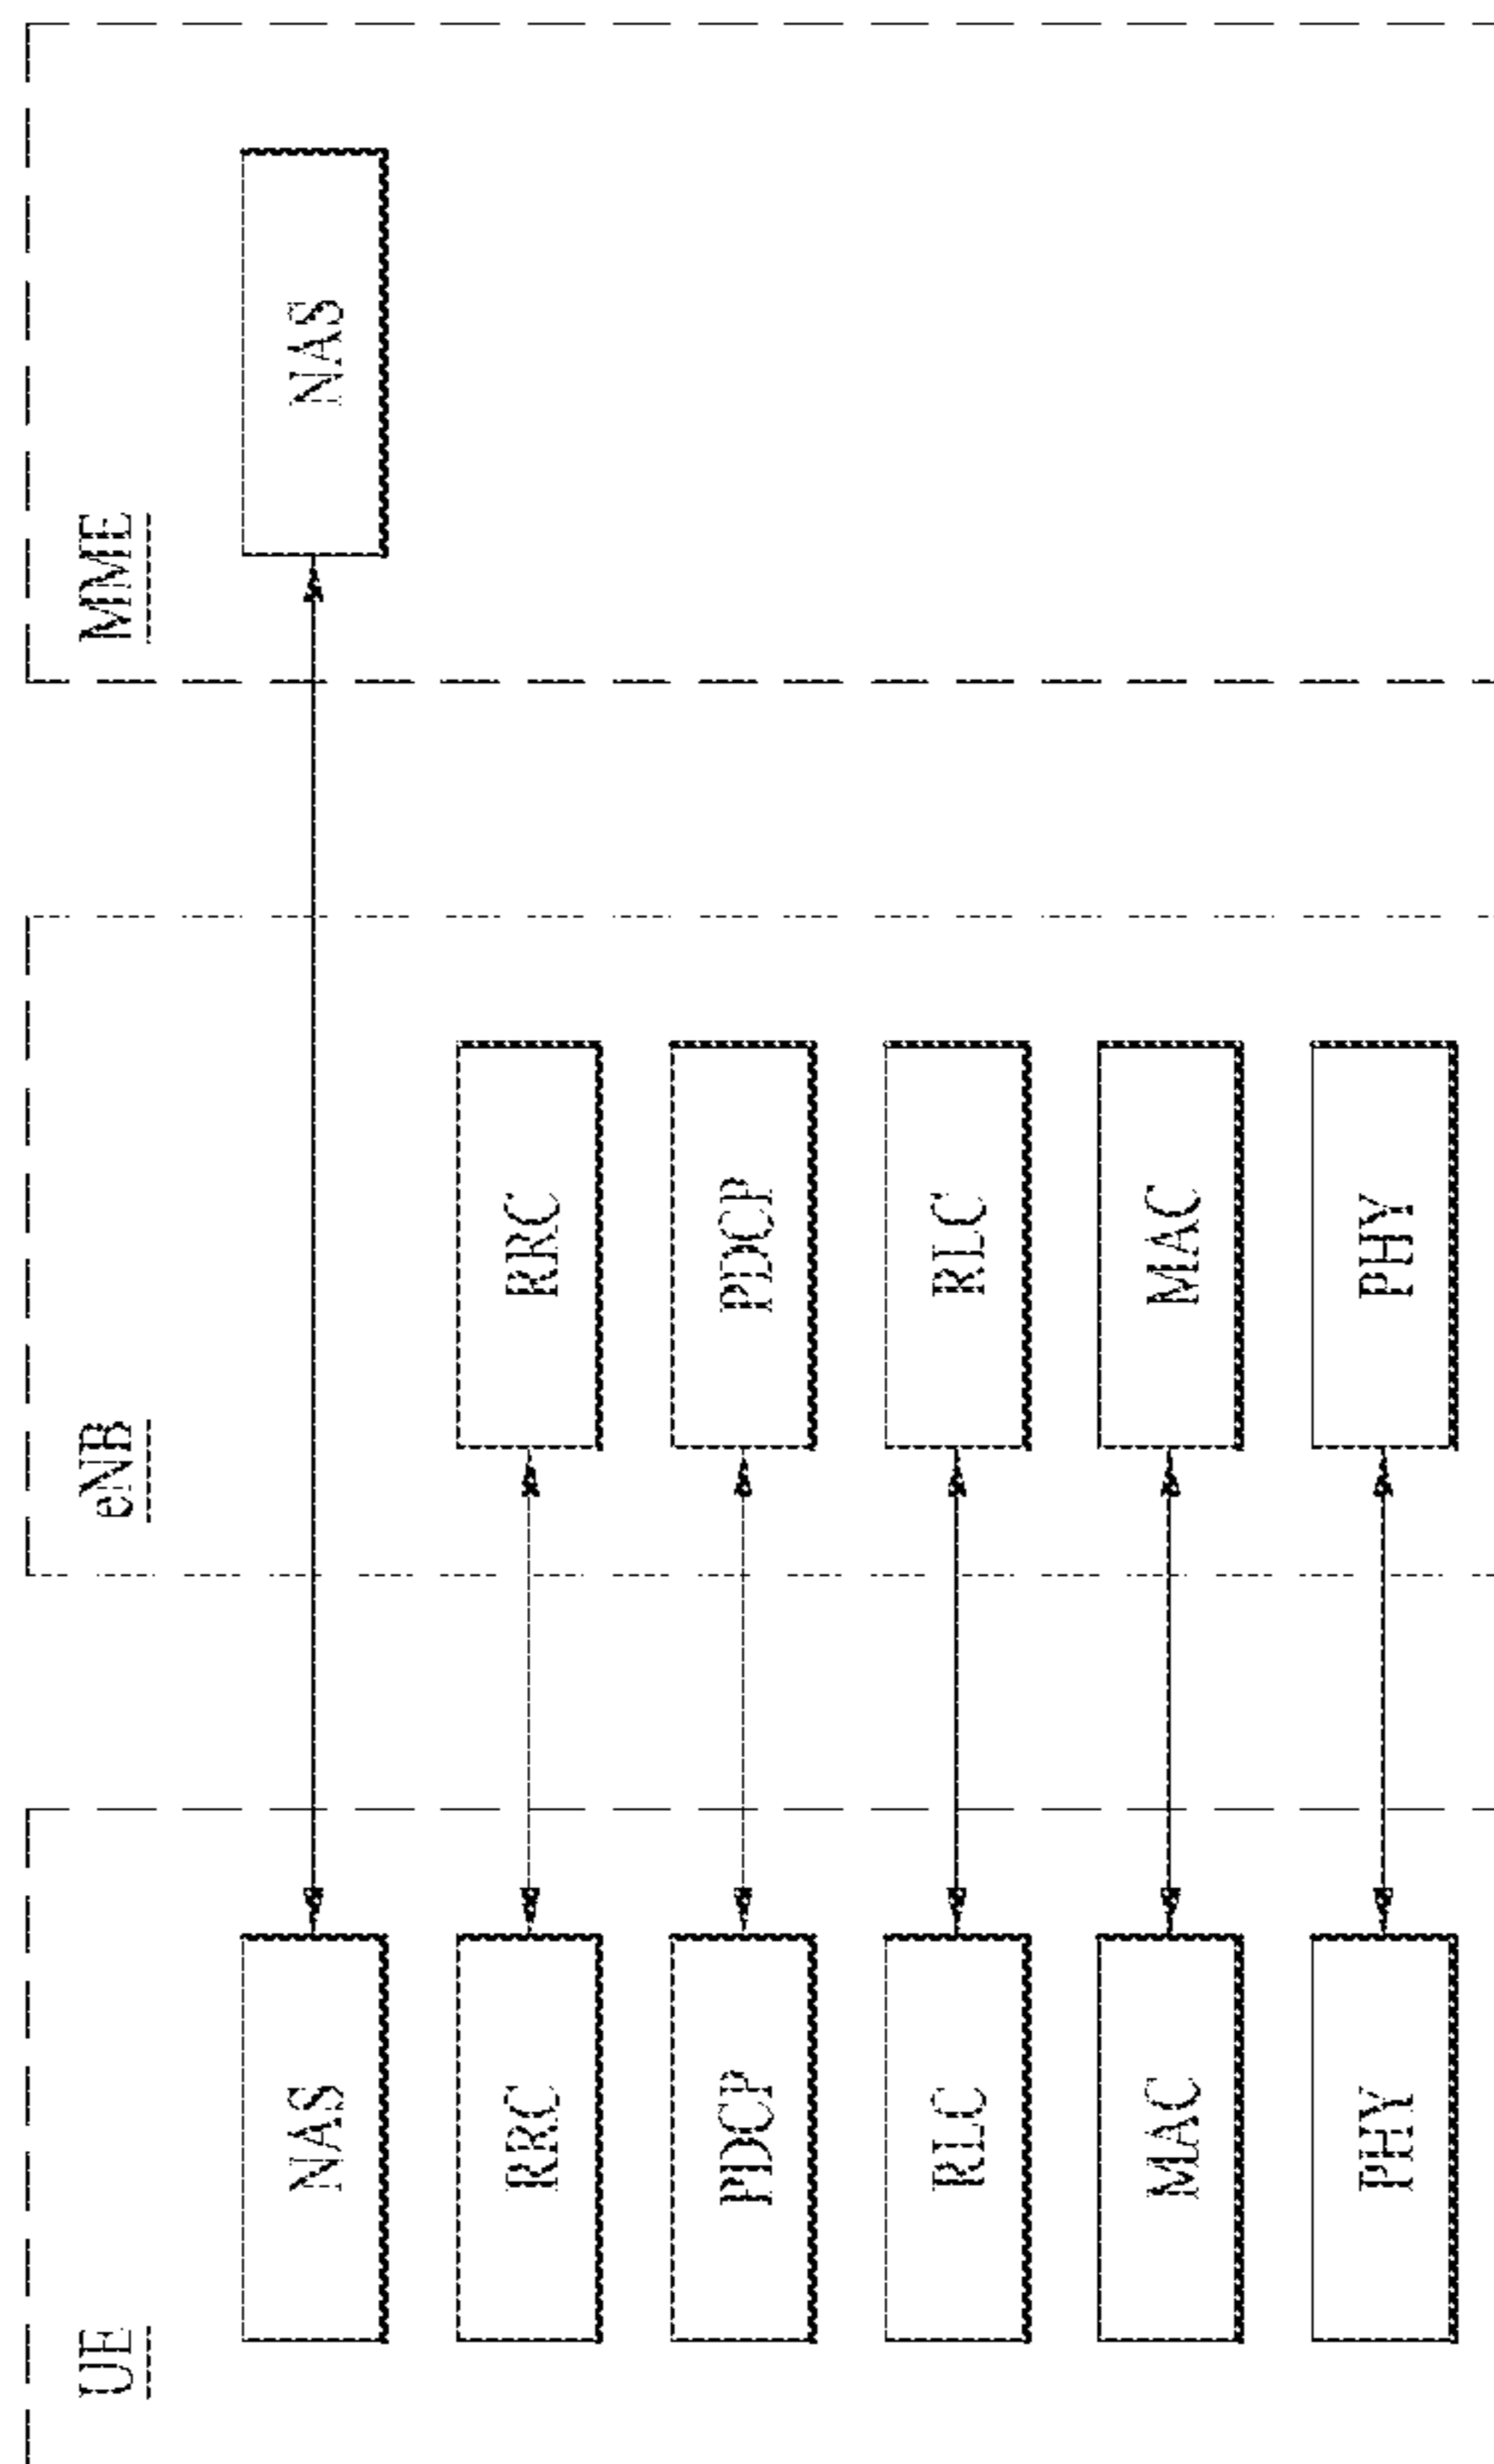 UE
eNB
MME
NAS
NAS
RRC
RRC
PDCP
PDCP
RLC
RLC
MAC
MAC
PHY
PHY